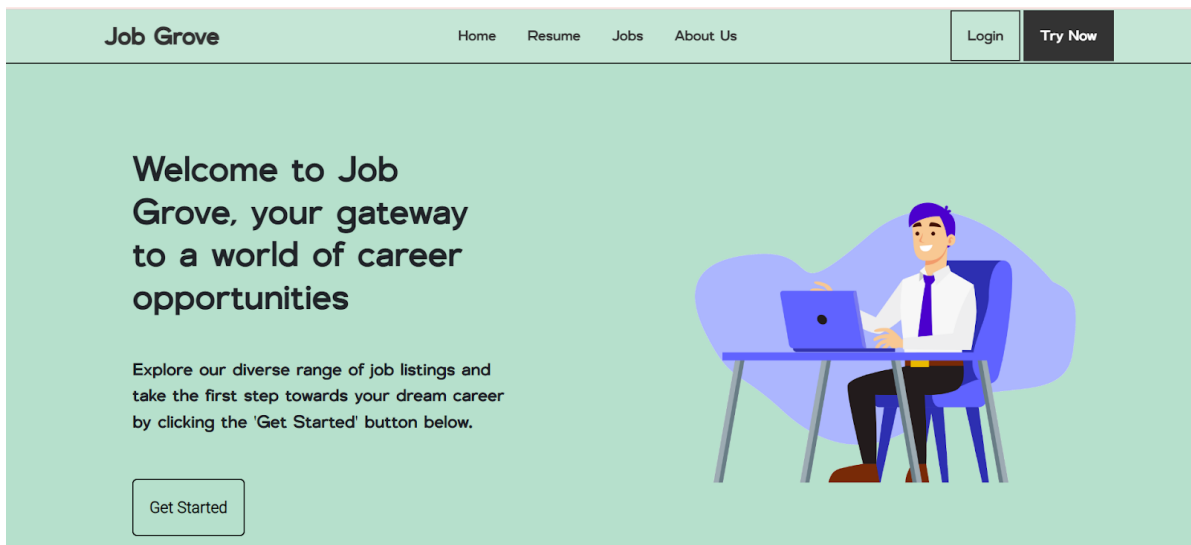 Job Grove
Home Resume Jobs About Us
Login Try Now
Welcome to Job
Grove, your gateway
to a world of career
opportunities
Explore our diverse range of job listings and
take the first step towards your dream career
by clicking the 'Get Started' button below.
Get Started